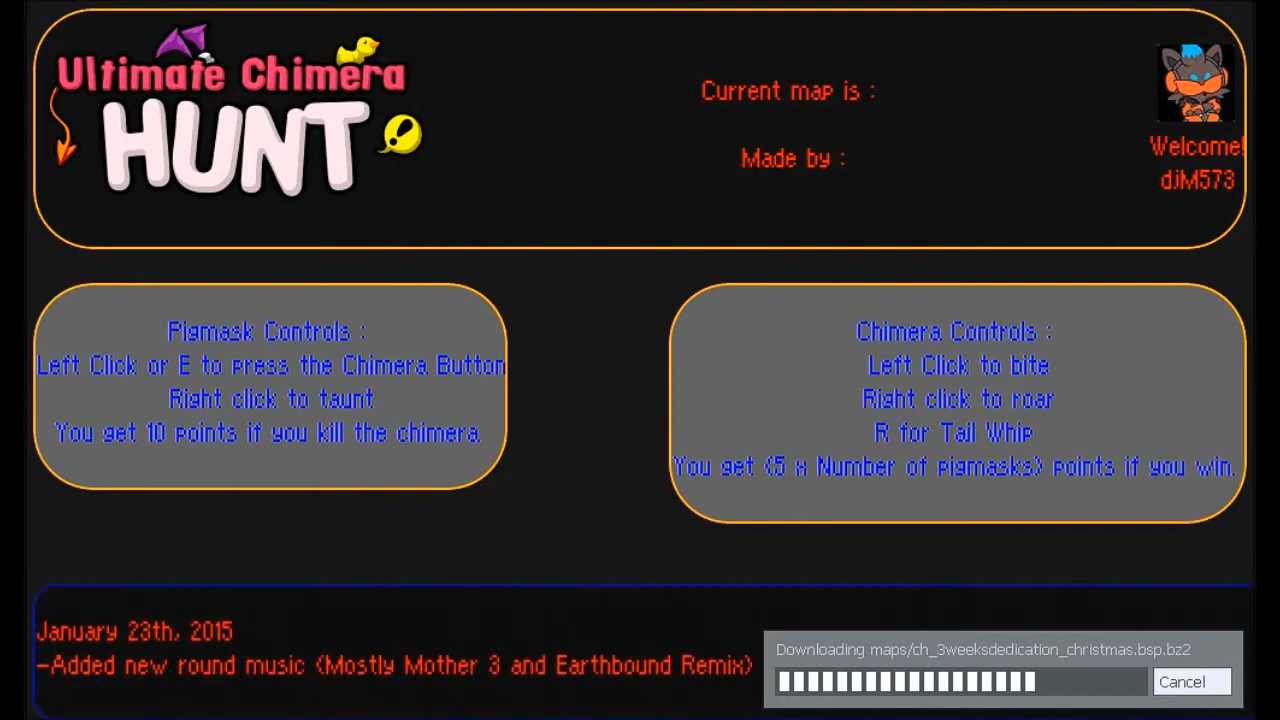 Ultimate Chimera
HUNT!
Current map is :
Made by :
Welcome!
djM573
Pigmask Controls :
Left Click or E to press the Chimera Button
Right click to taunt
You get 10 points if you kill the chimera.
Chimera Controls :
Left Click to bite
Right click to roar
R for Tail Whip
You get (5 x Number of pigmasks) points if you win.
January 23th, 2015
-Added new round music (Mostly Mother 3 and Earthbound Remix)
Downloading maps/ch_3weeksdedication_christmas.bsp.bz2
Cancel